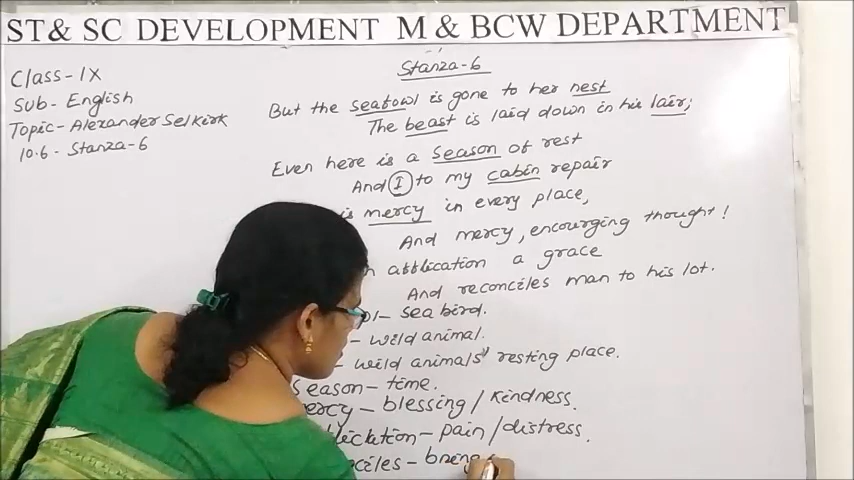 ST& SC DEVELOPMENT M & BCW DEPARTMENT
Stanza-6
Class-IX
Sub- English
Topic- Alexander Selkirk
10.6 - Stanza-6
But the seafowl is gone to her nest
The beast is laid down in his lair;
Even here is a season of rest
And I to my cabin repair
is mercy in every place,
And mercy, encourging thought!
affliction a grace
And reconciles man to his lot.
- sea bird.
- wild animal.
- wild animals' resting place.
Season - time.
- blessing / kindness.
- pain / distress.
- bring